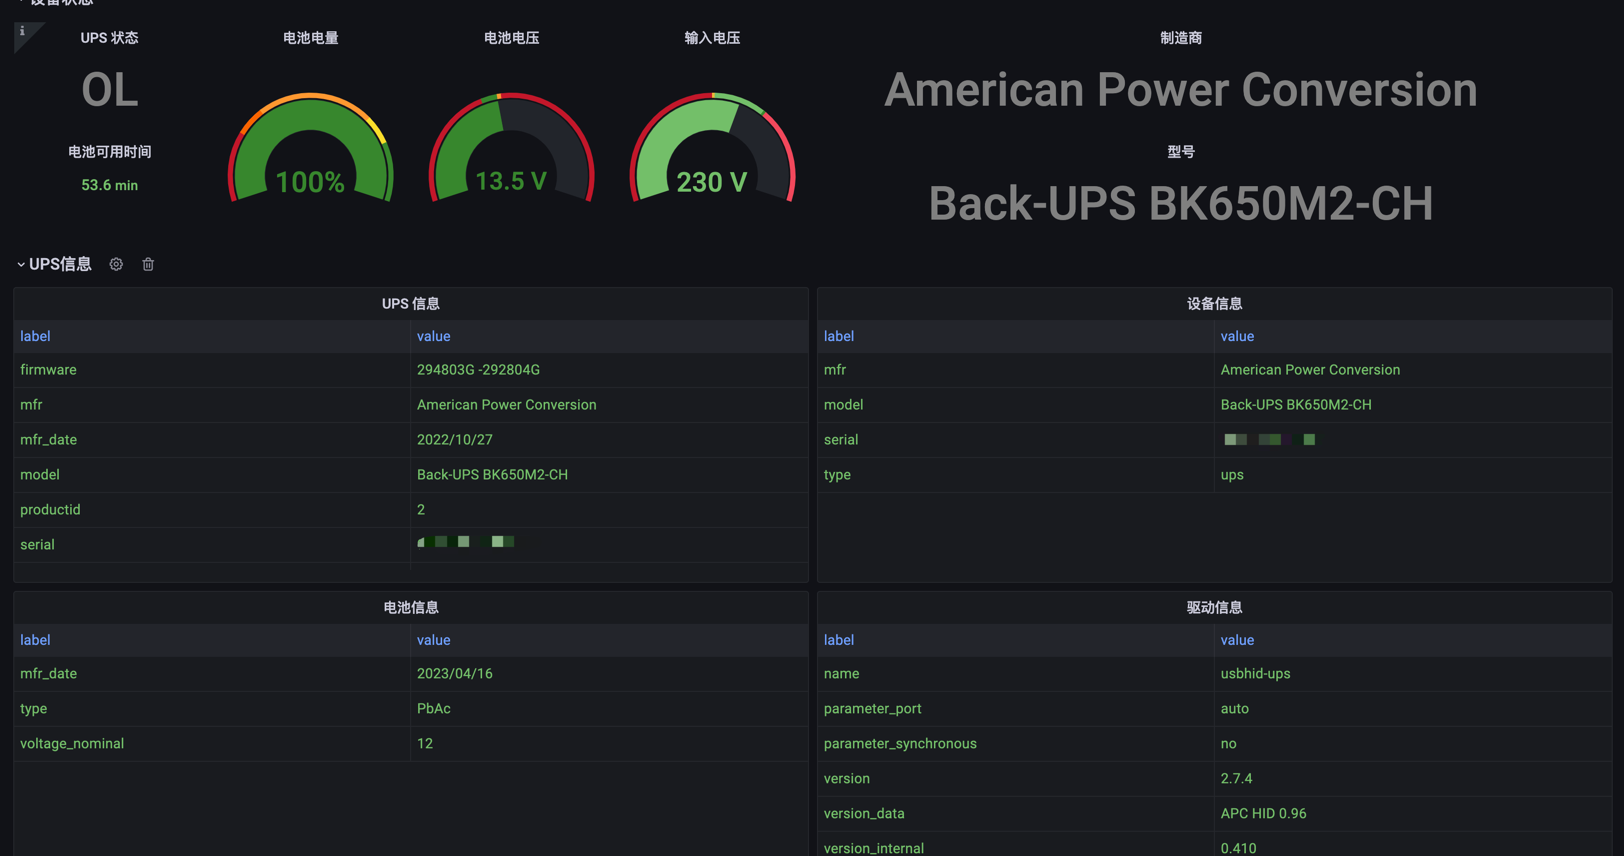 设备状态
UPS 状态
OL
电池可用时间
53.6 min
电池电量
100%
电池电压
13.5 V
输入电压
230 V
制造商
American Power Conversion
型号
Back-UPS BK650M2-CH
UPS信息
UPS 信息
label value
firmware 294803G -292804G
mfr American Power Conversion
mfr_date 2022/10/27
model Back-UPS BK650M2-CH
productid 2
serial
设备信息
label value
mfr American Power Conversion
model Back-UPS BK650M2-CH
serial
type ups
电池信息
label value
mfr_date 2023/04/16
type PbAc
voltage_nominal 12
驱动信息
label value
name usbhid-ups
parameter_port auto
parameter_synchronous no
version 2.7.4
version_data APC HID 0.96
version_internal 0.410